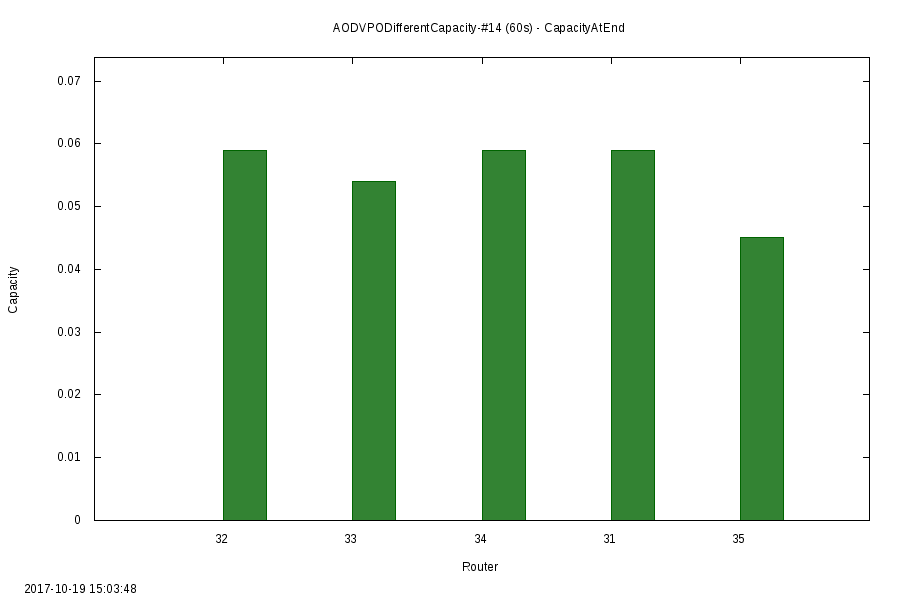 AODVPODifferentCapacity-#14 (60s) - CapacityAtEnd
0.07
0.06
0.05
0.04
0.03
0.02
0.01
0
Capacity
32 33 34 31 35
Router
2017-10-19 15:03:48